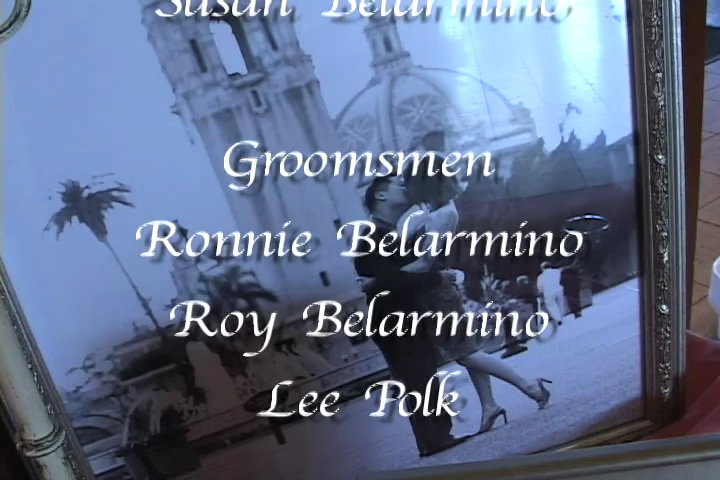 Susan Belarmino
Groomsmen
Ronnie Belarmino
Roy Belarmino
Lee Polk